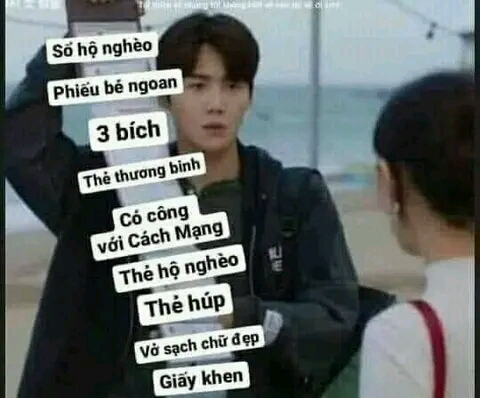 Sổ hộ nghèo
Phiếu bé ngoan
3 bích
Thẻ thương binh
Có công
với Cách Mạng
Thẻ hộ nghèo
Thẻ húp
Vở sạch chữ đẹp
Giấy khen